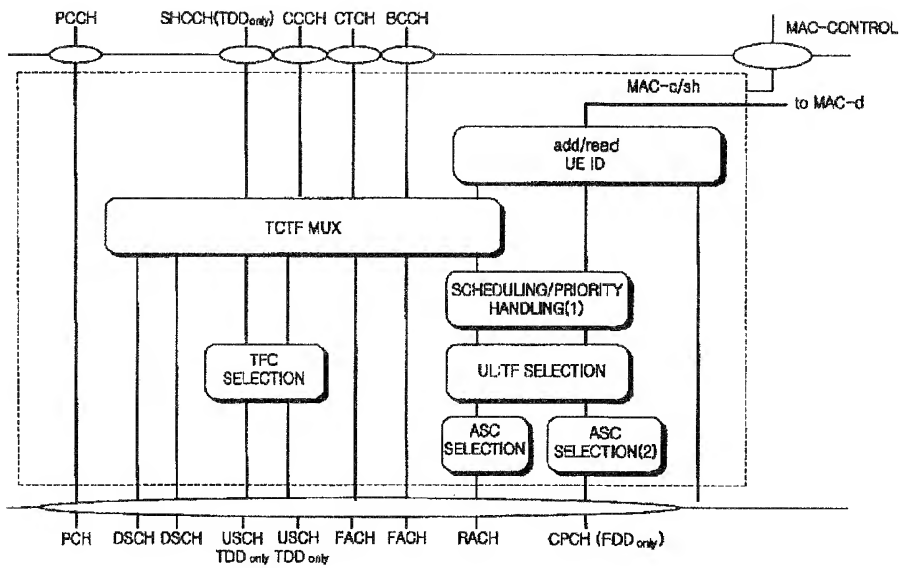 PCCH SHCCH(TDD only) CCCH CTCH BCCH
MAC-CONTROL
MAC-c/sh
to MAC-d
add/read
UE ID
TCTF MUX
SCHEDULING/PRIORITY
HANDLING(1)
TFC
SELECTION
UL:TF SELECTION
ASC
SELECTION
ASC
SELECTION(2)
PCH DSCH DSCH USCH USCH FACH FACH RACH CPCH (FDD only)
TDD only TDD only